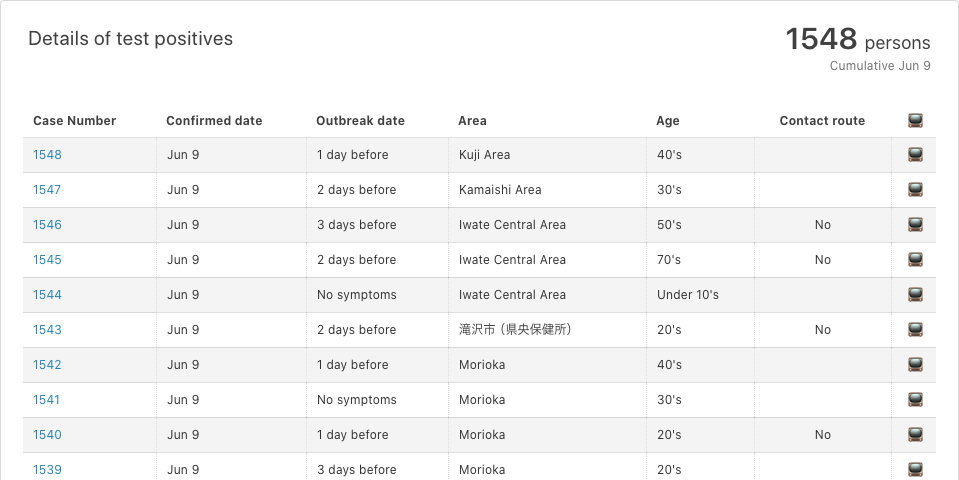 Details of test positives
1548 persons
Cumulative Jun 9
Case Number Confirmed date Outbreak date Area Age Contact route
1548 Jun 9 1 day before Kuji Area 40's
1547 Jun 9 2 days before Kamaishi Area 30's
1546 Jun 9 3 days before Iwate Central Area 50's No
1545 Jun 9 2 days before Iwate Central Area 70's No
1544 Jun 9 No symptoms Iwate Central Area Under 10's
1543 Jun 9 2 days before 滝沢市（県央保健所） 20's No
1542 Jun 9 1 day before Morioka 40's
1541 Jun 9 No symptoms Morioka 30's
1540 Jun 9 1 day before Morioka 20's No
1539 Jun 9 3 days before Morioka 20's